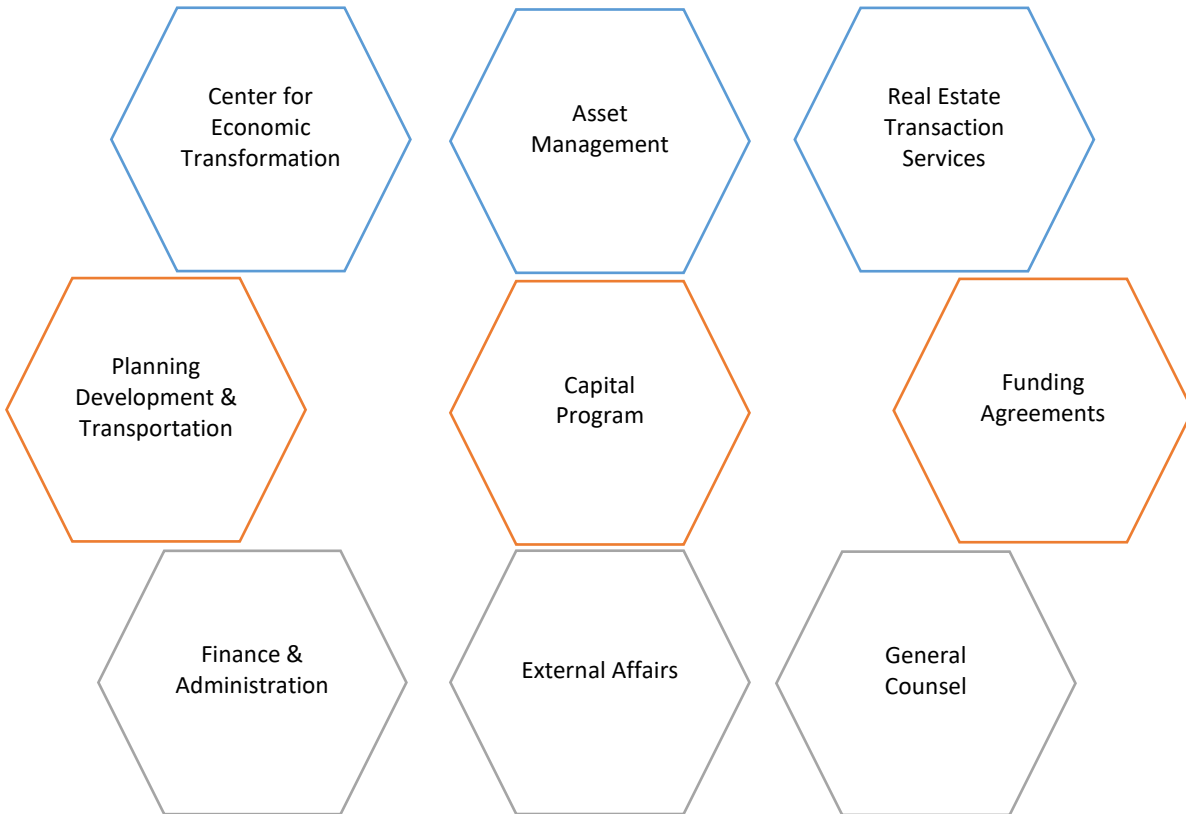 Center for
Economic
Transformation
Asset
Management
Real Estate
Transaction
Services
Planning
Development &
Transportation
Capital
Program
Funding
Agreements
Finance &
Administration
External Affairs
General
Counsel